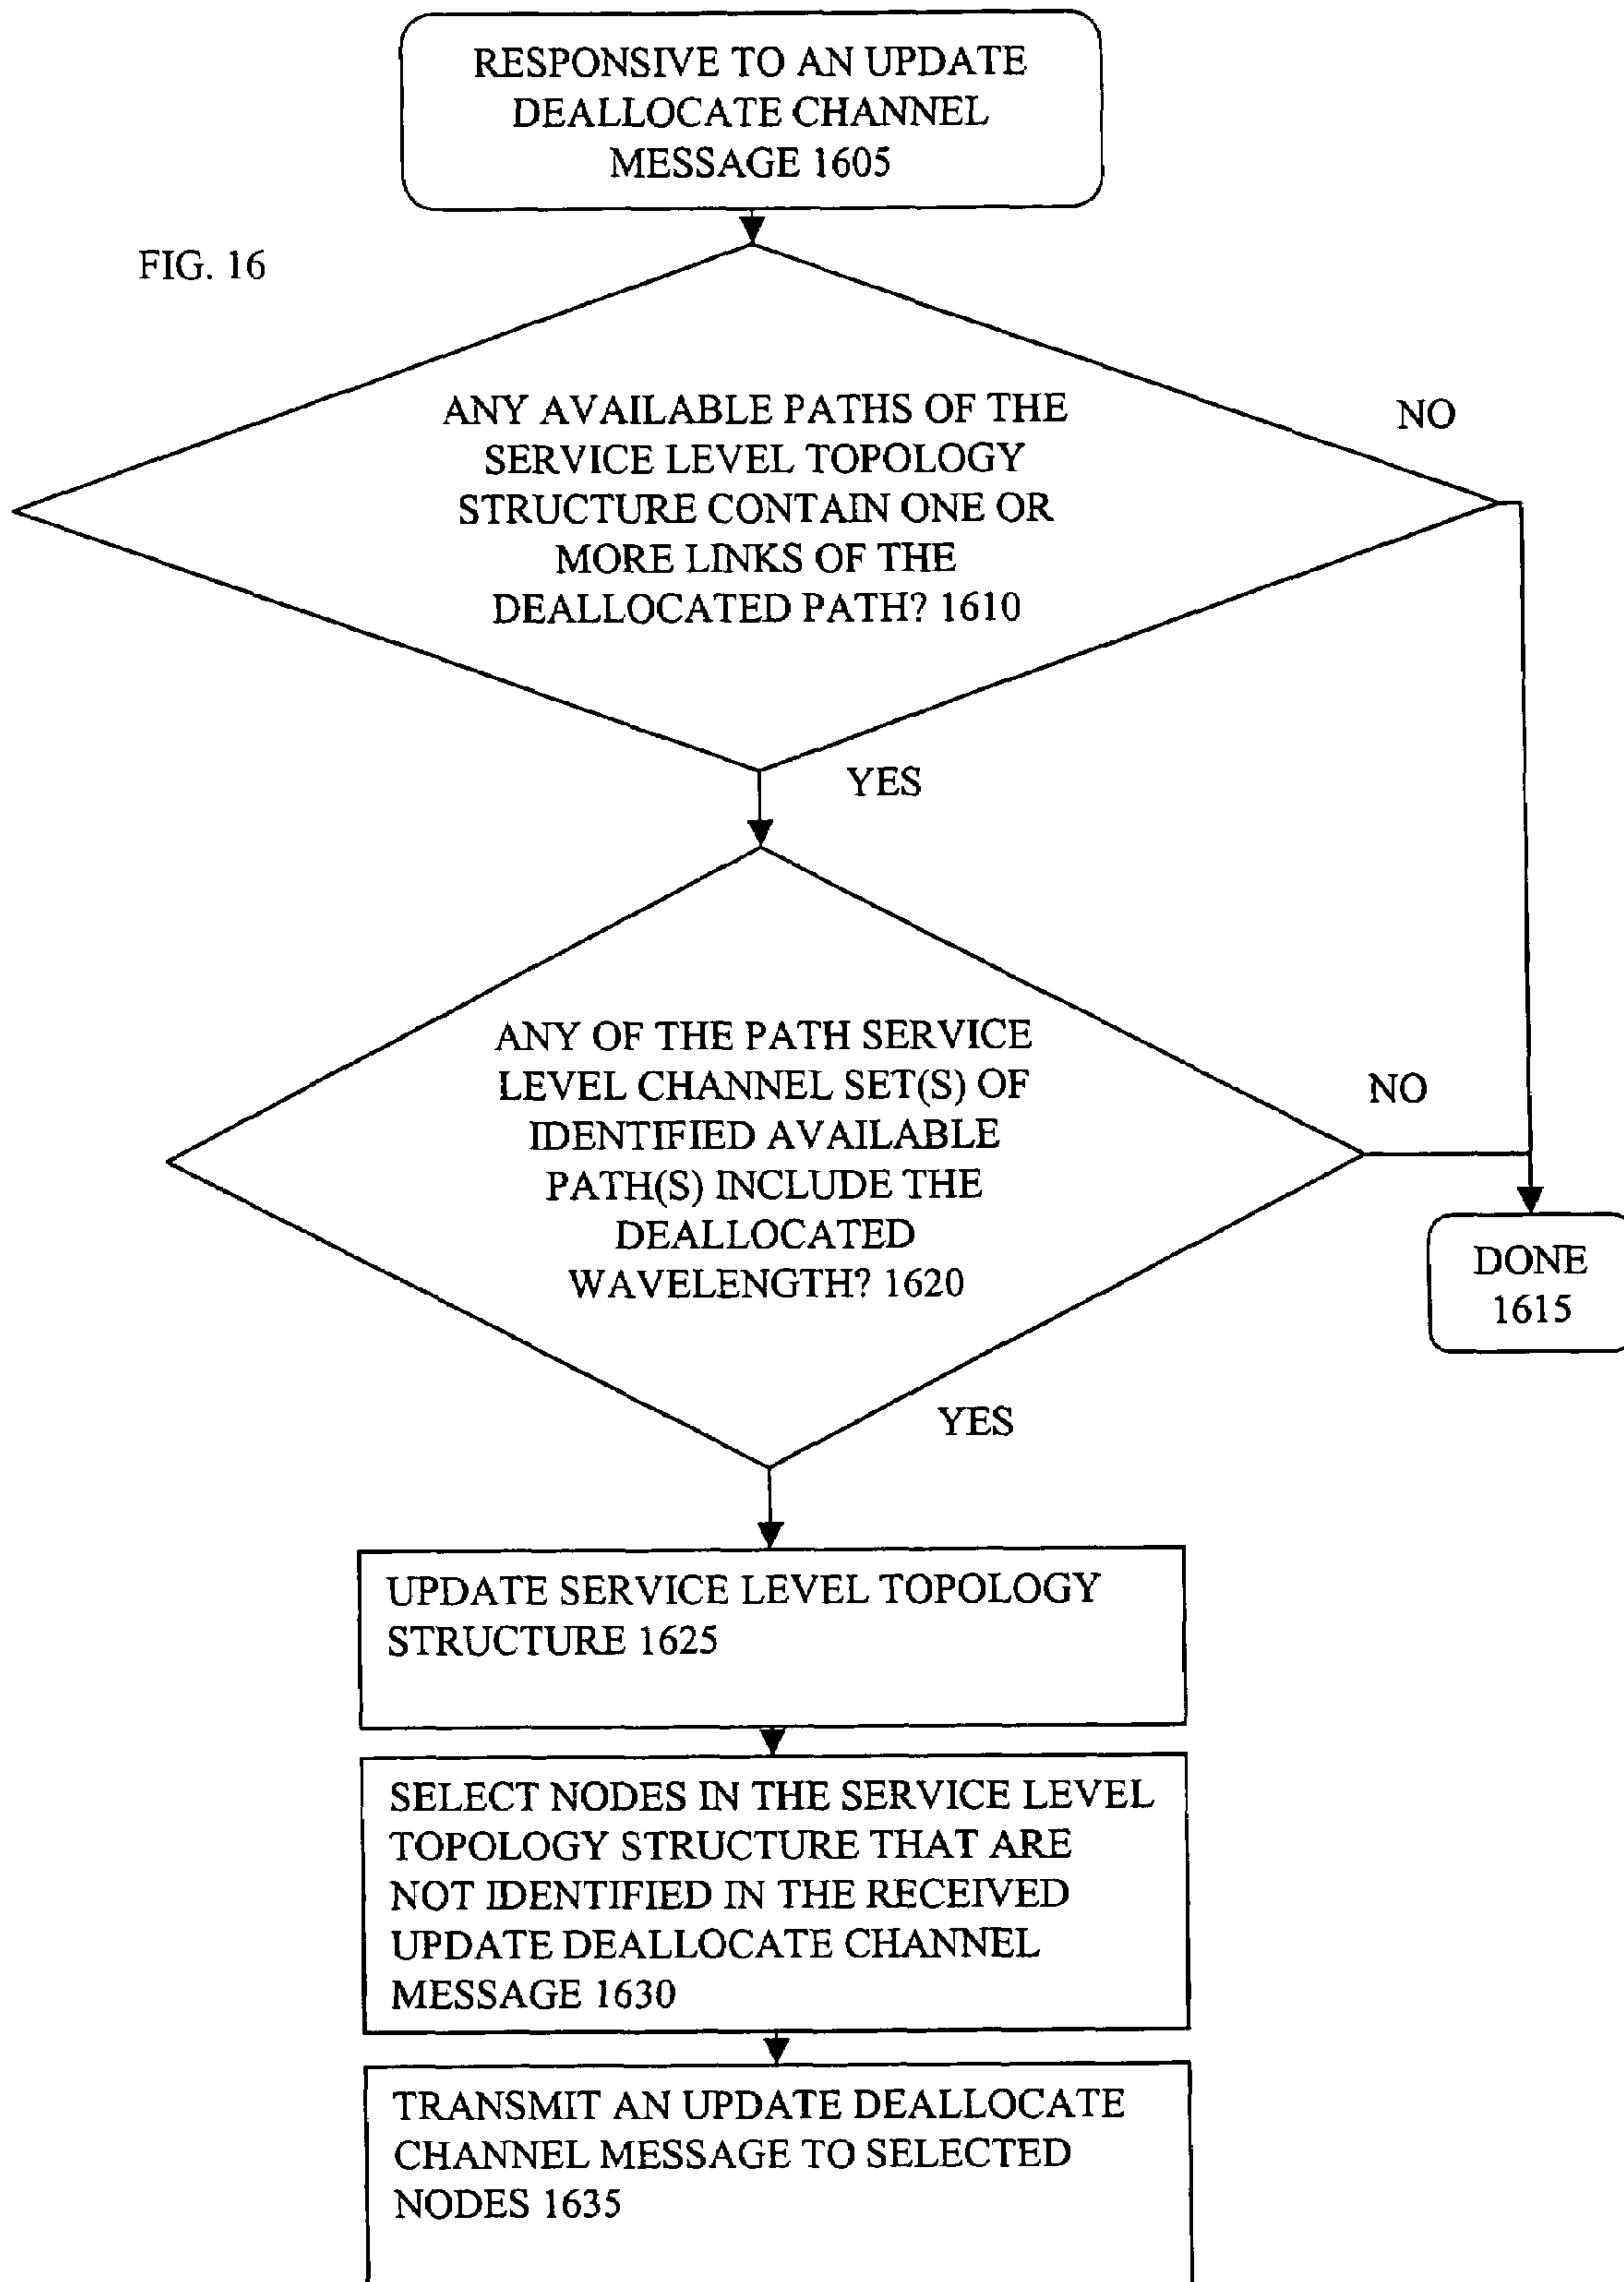 RESPONSIVE TO AN UPDATE
DEALLOCATE CHANNEL
MESSAGE 1605
FIG. 16
ANY AVAILABLE PATHS OF THE
SERVICE LEVEL TOPOLOGY
STRUCTURE CONTAIN ONE OR
MORE LINKS OF THE
DEALLOCATED PATH? 1610
NO
YES
ANY OF THE PATH SERVICE
LEVEL CHANNEL SET(S) OF
IDENTIFIED AVAILABLE
PATH(S) INCLUDE THE
DEALLOCATED
WAVELENGTH? 1620
NO
DONE
1615
YES
UPDATE SERVICE LEVEL TOPOLOGY
STRUCTURE 1625
SELECT NODES IN THE SERVICE LEVEL
TOPOLOGY STRUCTURE THAT ARE
NOT IDENTIFIED IN THE RECEIVED
UPDATE DEALLOCATE CHANNEL
MESSAGE 1630
TRANSMIT AN UPDATE DEALLOCATE
CHANNEL MESSAGE TO SELECTED
NODES 1635